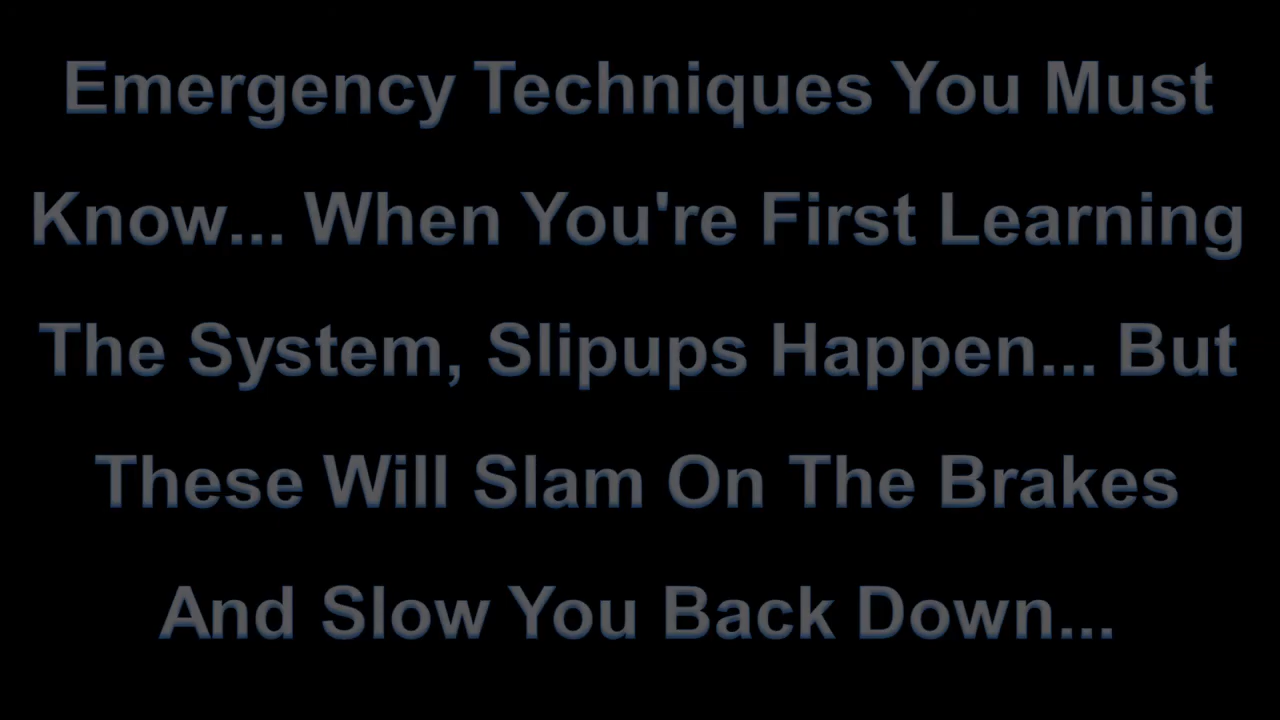 Emergency Techniques You Must
Know... When You're First Learning
The System, Slipups Happen... But
These Will Slam On The Brakes
And Slow You Back Down...